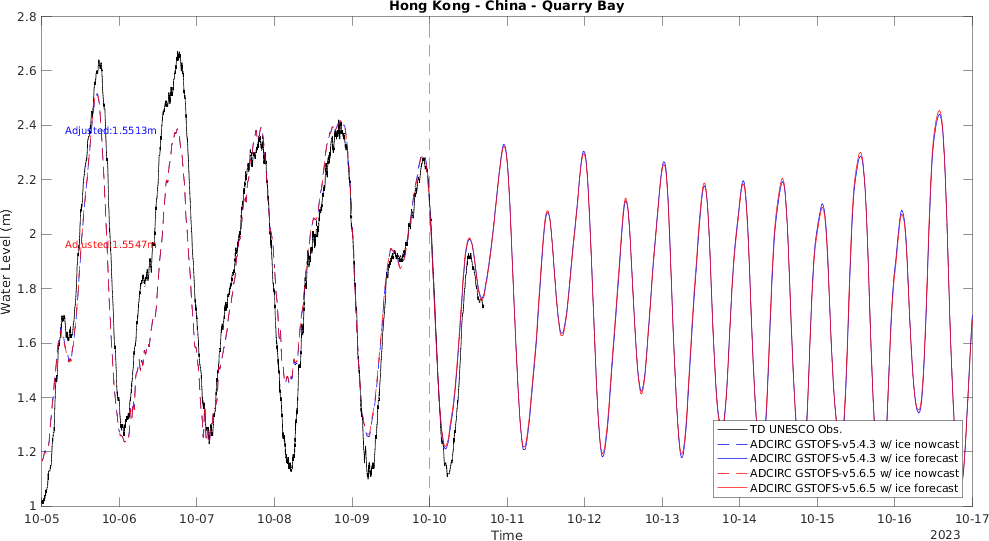 Hong Kong - China - Quarry Bay
Water Level (m)
2.8
2.6
2.4
2.2
2
1.8
1.6
1.4
1.2
1
Adjusted:1.5513m
Adjusted:1.5547m
TD UNESCO Obs.
ADCIRC GSTOFS-v5.4.3 w/ ice nowcast
ADCIRC GSTOFS-v5.4.3 w/ ice forecast
ADCIRC GSTOFS-v5.6.5 w/ ice nowcast
ADCIRC GSTOFS-v5.6.5 w/ ice forecast
10-05 10-06 10-07 10-08 10-09 10-10 10-11 10-12 10-13 10-14 10-15 10-16 10-17
Time
2023